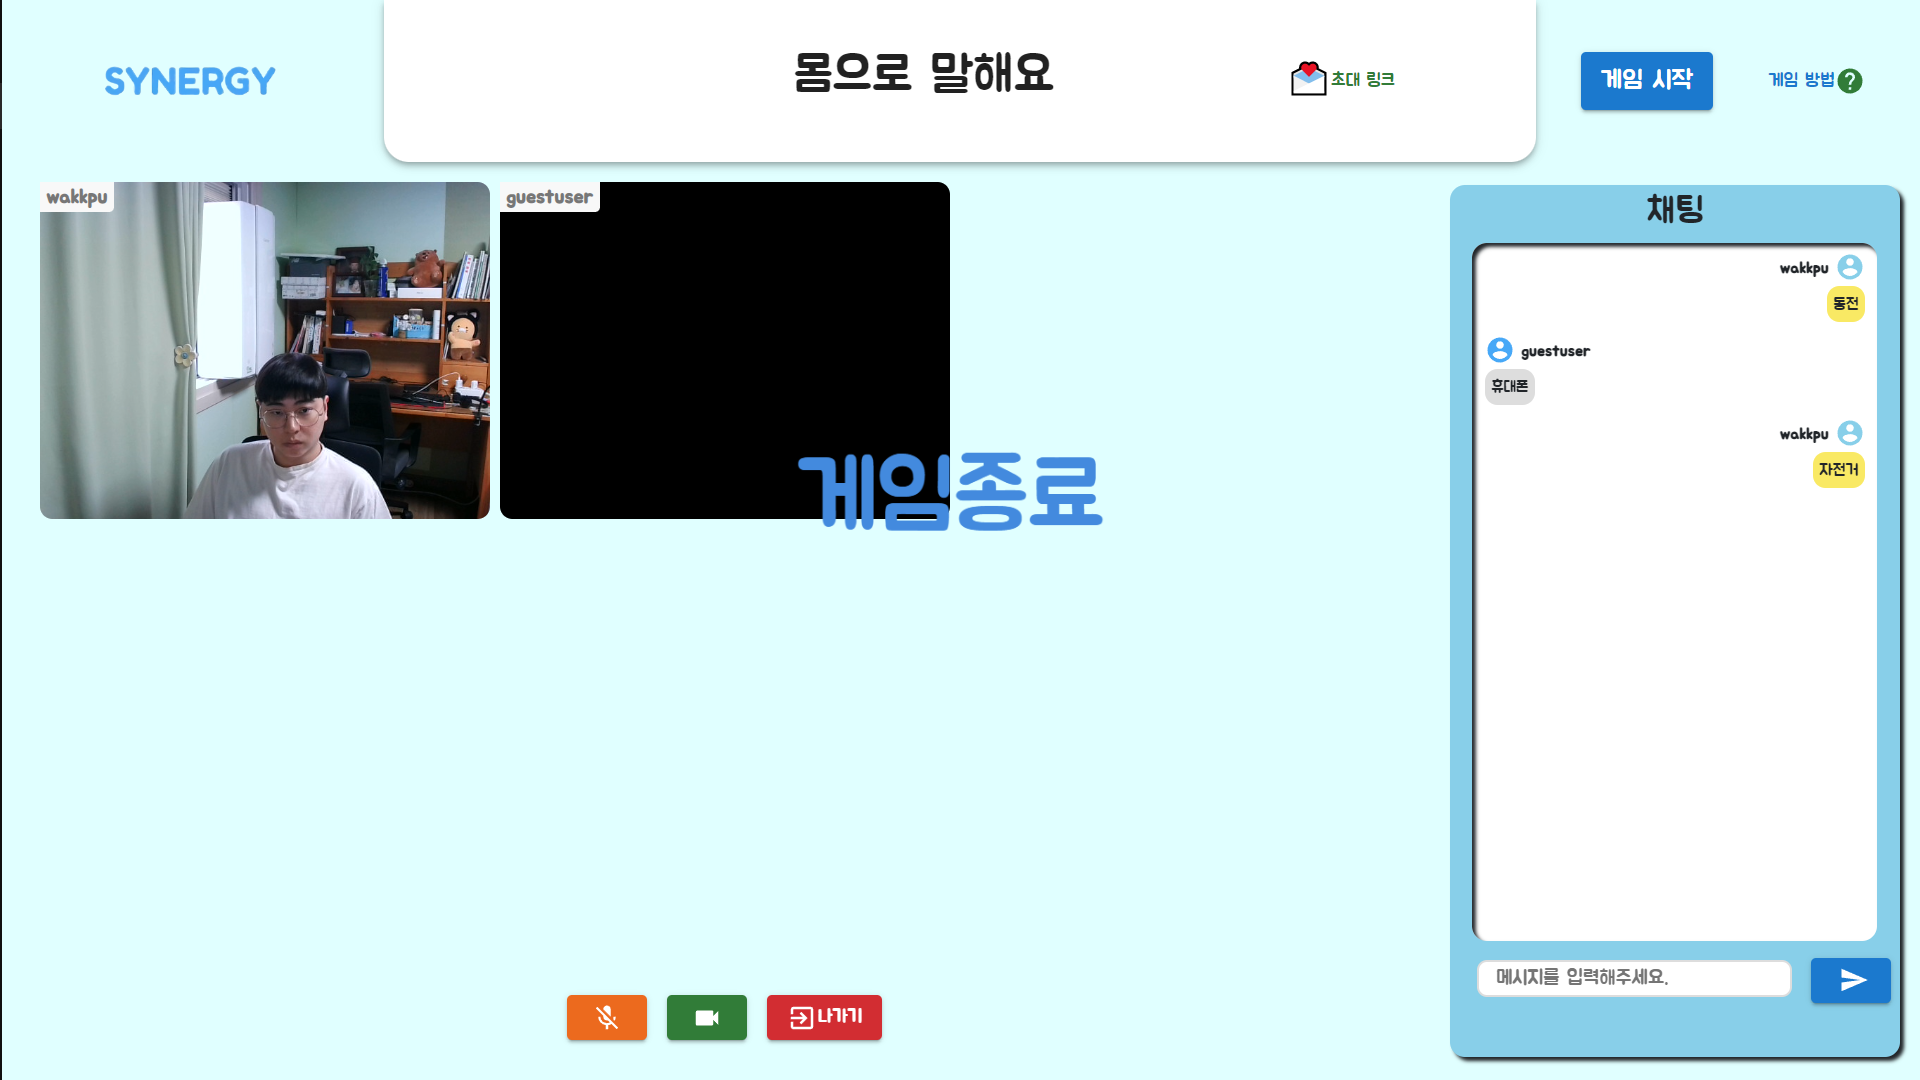 SYNERGY
몸으로 말해요
초대 링크
게임 시작
게임 방법
wakkpu
guestuser
게임종료
채팅
wakkpu
동전
guestuser
휴대폰
wakkpu
자전거
메시지를 입력해주세요.
나가기